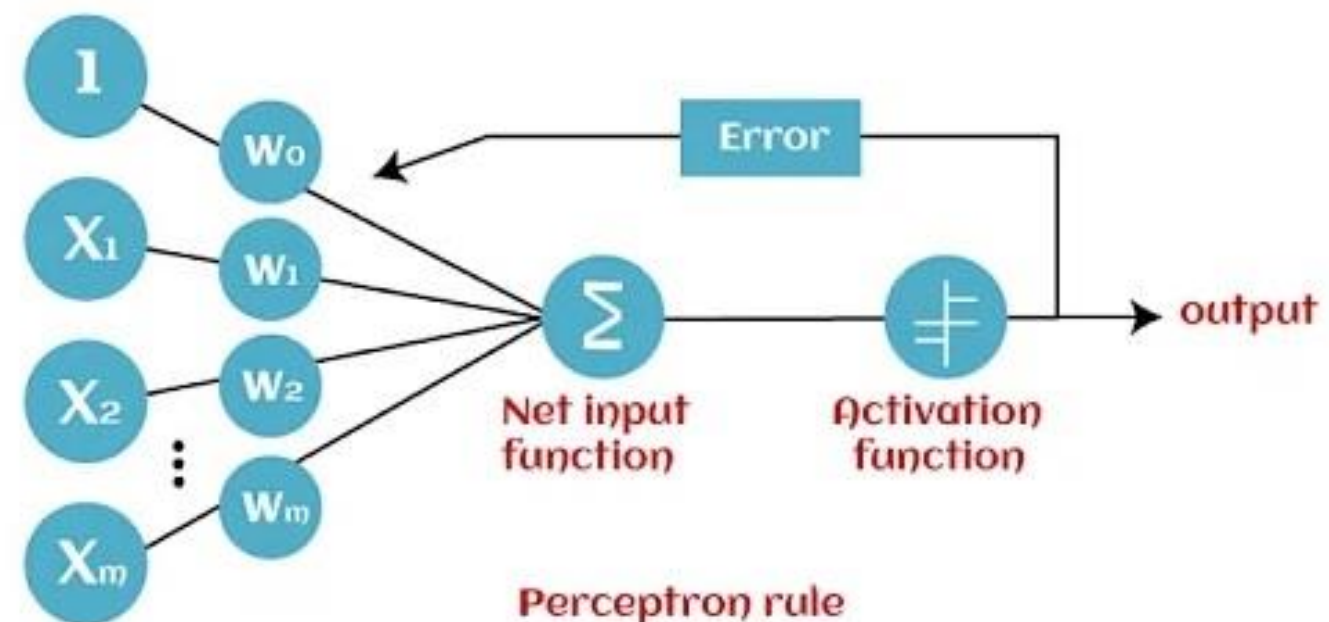 1
W₀
Error
X₁
W₁
Σ
output
X₂
W₂
Net input
function
Activation
function
Xₘ
Wₘ
Perceptron rule